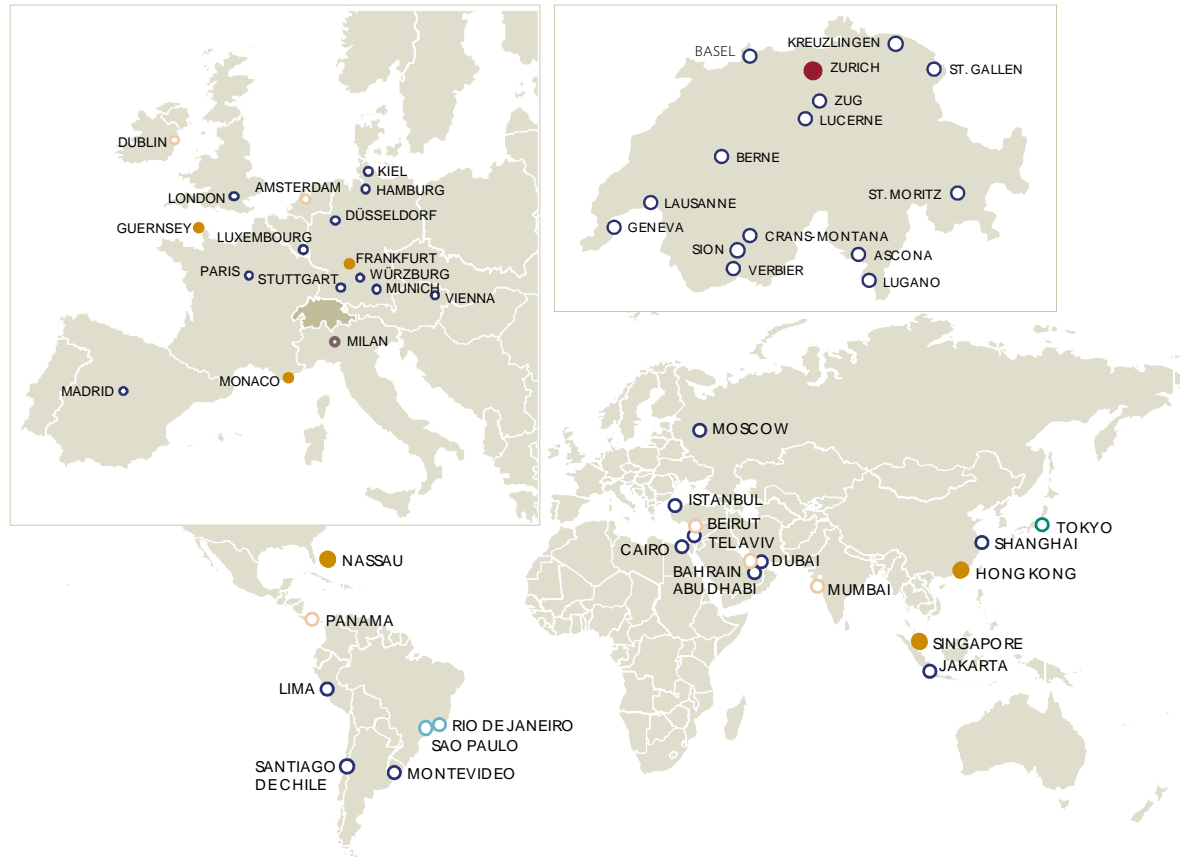 DUBLIN
KIEL
HAMBURG
AMSTERDAM
LONDON
DÜSSELDORF
GUERNSEY
LUXEMBOURG
FRANKFURT
PARIS
STUTTGART
WÜRZBURG
MUNICH
VIENNA
MILAN
MONACO
MADRID
BASEL
KREUZLINGEN
ZURICH
ST. GALLEN
ZUG
LUCERNE
BERNE
ST. MORITZ
LAUSANNE
GENEVA
CRANS-MONTANA
SION
ASCONA
VERBIER
LUGANO
MOSCOW
ISTANBUL
BEIRUT
TEL AVIV
CAIRO
DUBAI
BAHRAIN
ABU DHABI
MUMBAI
TOKYO
SHANGHAI
HONG KONG
SINGAPORE
JAKARTA
NASSAU
PANAMA
LIMA
RIO DE JANEIRO
SAO PAULO
SANTIAGO
DE CHILE
MONTEVIDEO